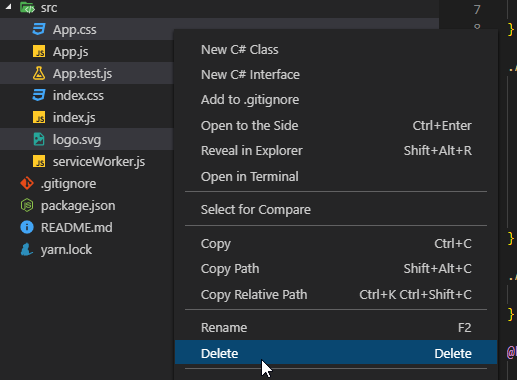 src
App.css
App.js
App.test.js
index.css
index.js
logo.svg
serviceWorker.js
.gitignore
package.json
README.md
yarn.lock
New C# Class
New C# Interface
Add to .gitignore
Open to the Side Ctrl+Enter
Reveal in Explorer Shift+Alt+R
Open in Terminal
Select for Compare
Copy Ctrl+C
Copy Path Shift+Alt+C
Copy Relative Path Ctrl+K Ctrl+Shift+C
Rename F2
Delete Delete
7
8 }
}
}